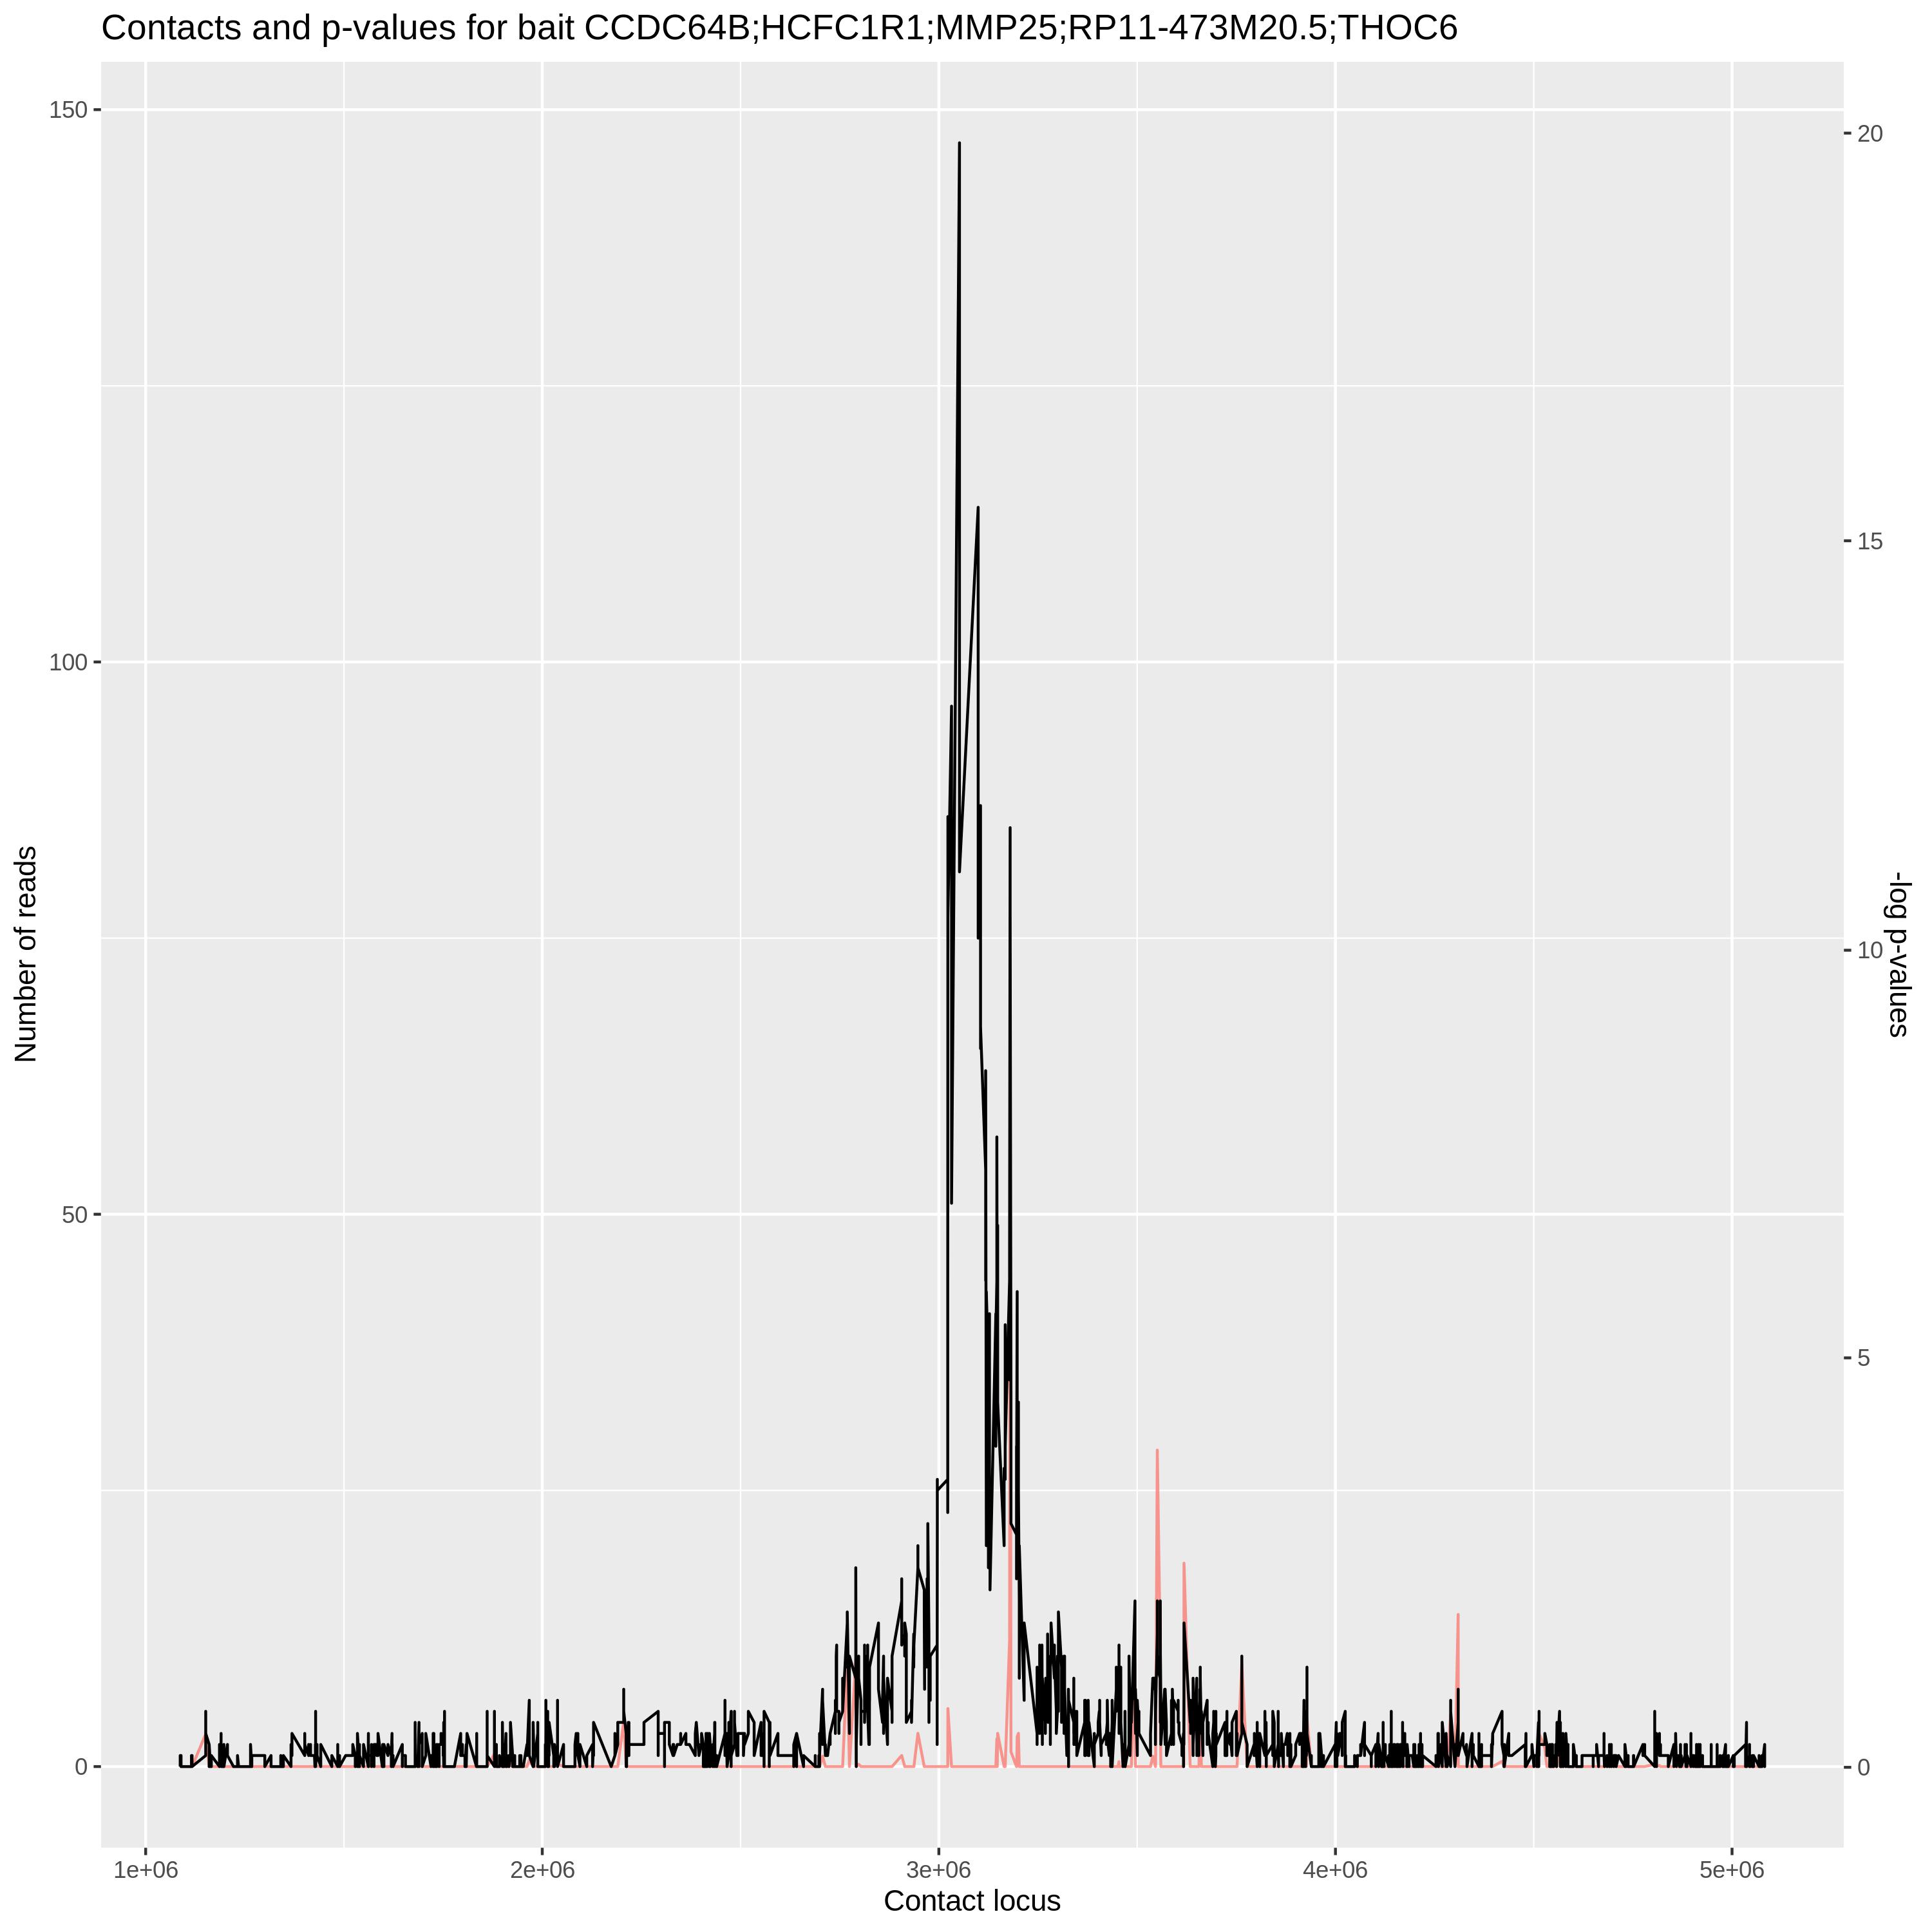 Contacts and p-values for bait CCDC64B;HCFC1R1;MMP25;RP11-473M20.5;THOC6
150
100
50
0
Number of reads
20
15
10
5
0
-log p-values
1e+06
2e+06
3e+06
4e+06
5e+06
Contact locus